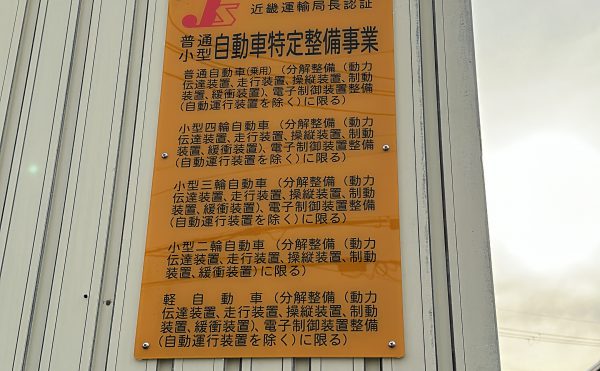 JS
近畿運輸局長認証
普通
小型
自動車特定整備事業
普通自動車(乗用)(分解整備(動力
伝達装置、走行装置、操縦装置、制動
装置、緩衝装置)、電子制御装置整備
(自動運行装置を除く)に限る)
小型四輪自動車(分解整備(動力
伝達装置、走行装置、操縦装置、制動
装置、緩衝装置)、電子制御装置整備
(自動運行装置を除く)に限る)
小型三輪自動車(分解整備(動力
伝達装置、走行装置、操縦装置、制動
装置、緩衝装置)、電子制御装置整備
(自動運行装置を除く)に限る)
小型二輪自動車(分解整備(動力
伝達装置、走行装置、操縦装置、制動
装置、緩衝装置)に限る)
軽自動車(分解整備(動力
伝達装置、走行装置、操縦装置、制動
装置、緩衝装置)、電子制御装置整備
(自動運行装置を除く)に限る)